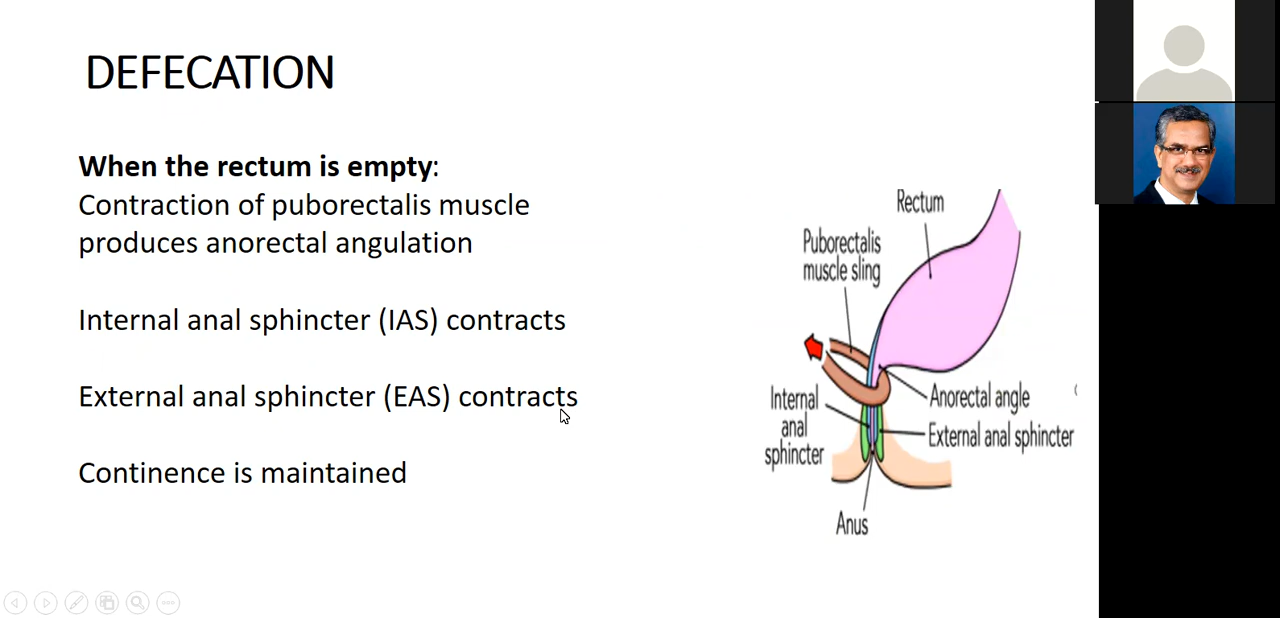 DEFECATION
When the rectum is empty:
Contraction of puborectalis muscle
produces anorectal angulation
Internal anal sphincter (IAS) contracts
External anal sphincter (EAS) contracts
Continence is maintained
Rectum
Puborectalis
muscle sling
Anorectal angle
Internal
anal
sphincter
External anal sphincter
Anus